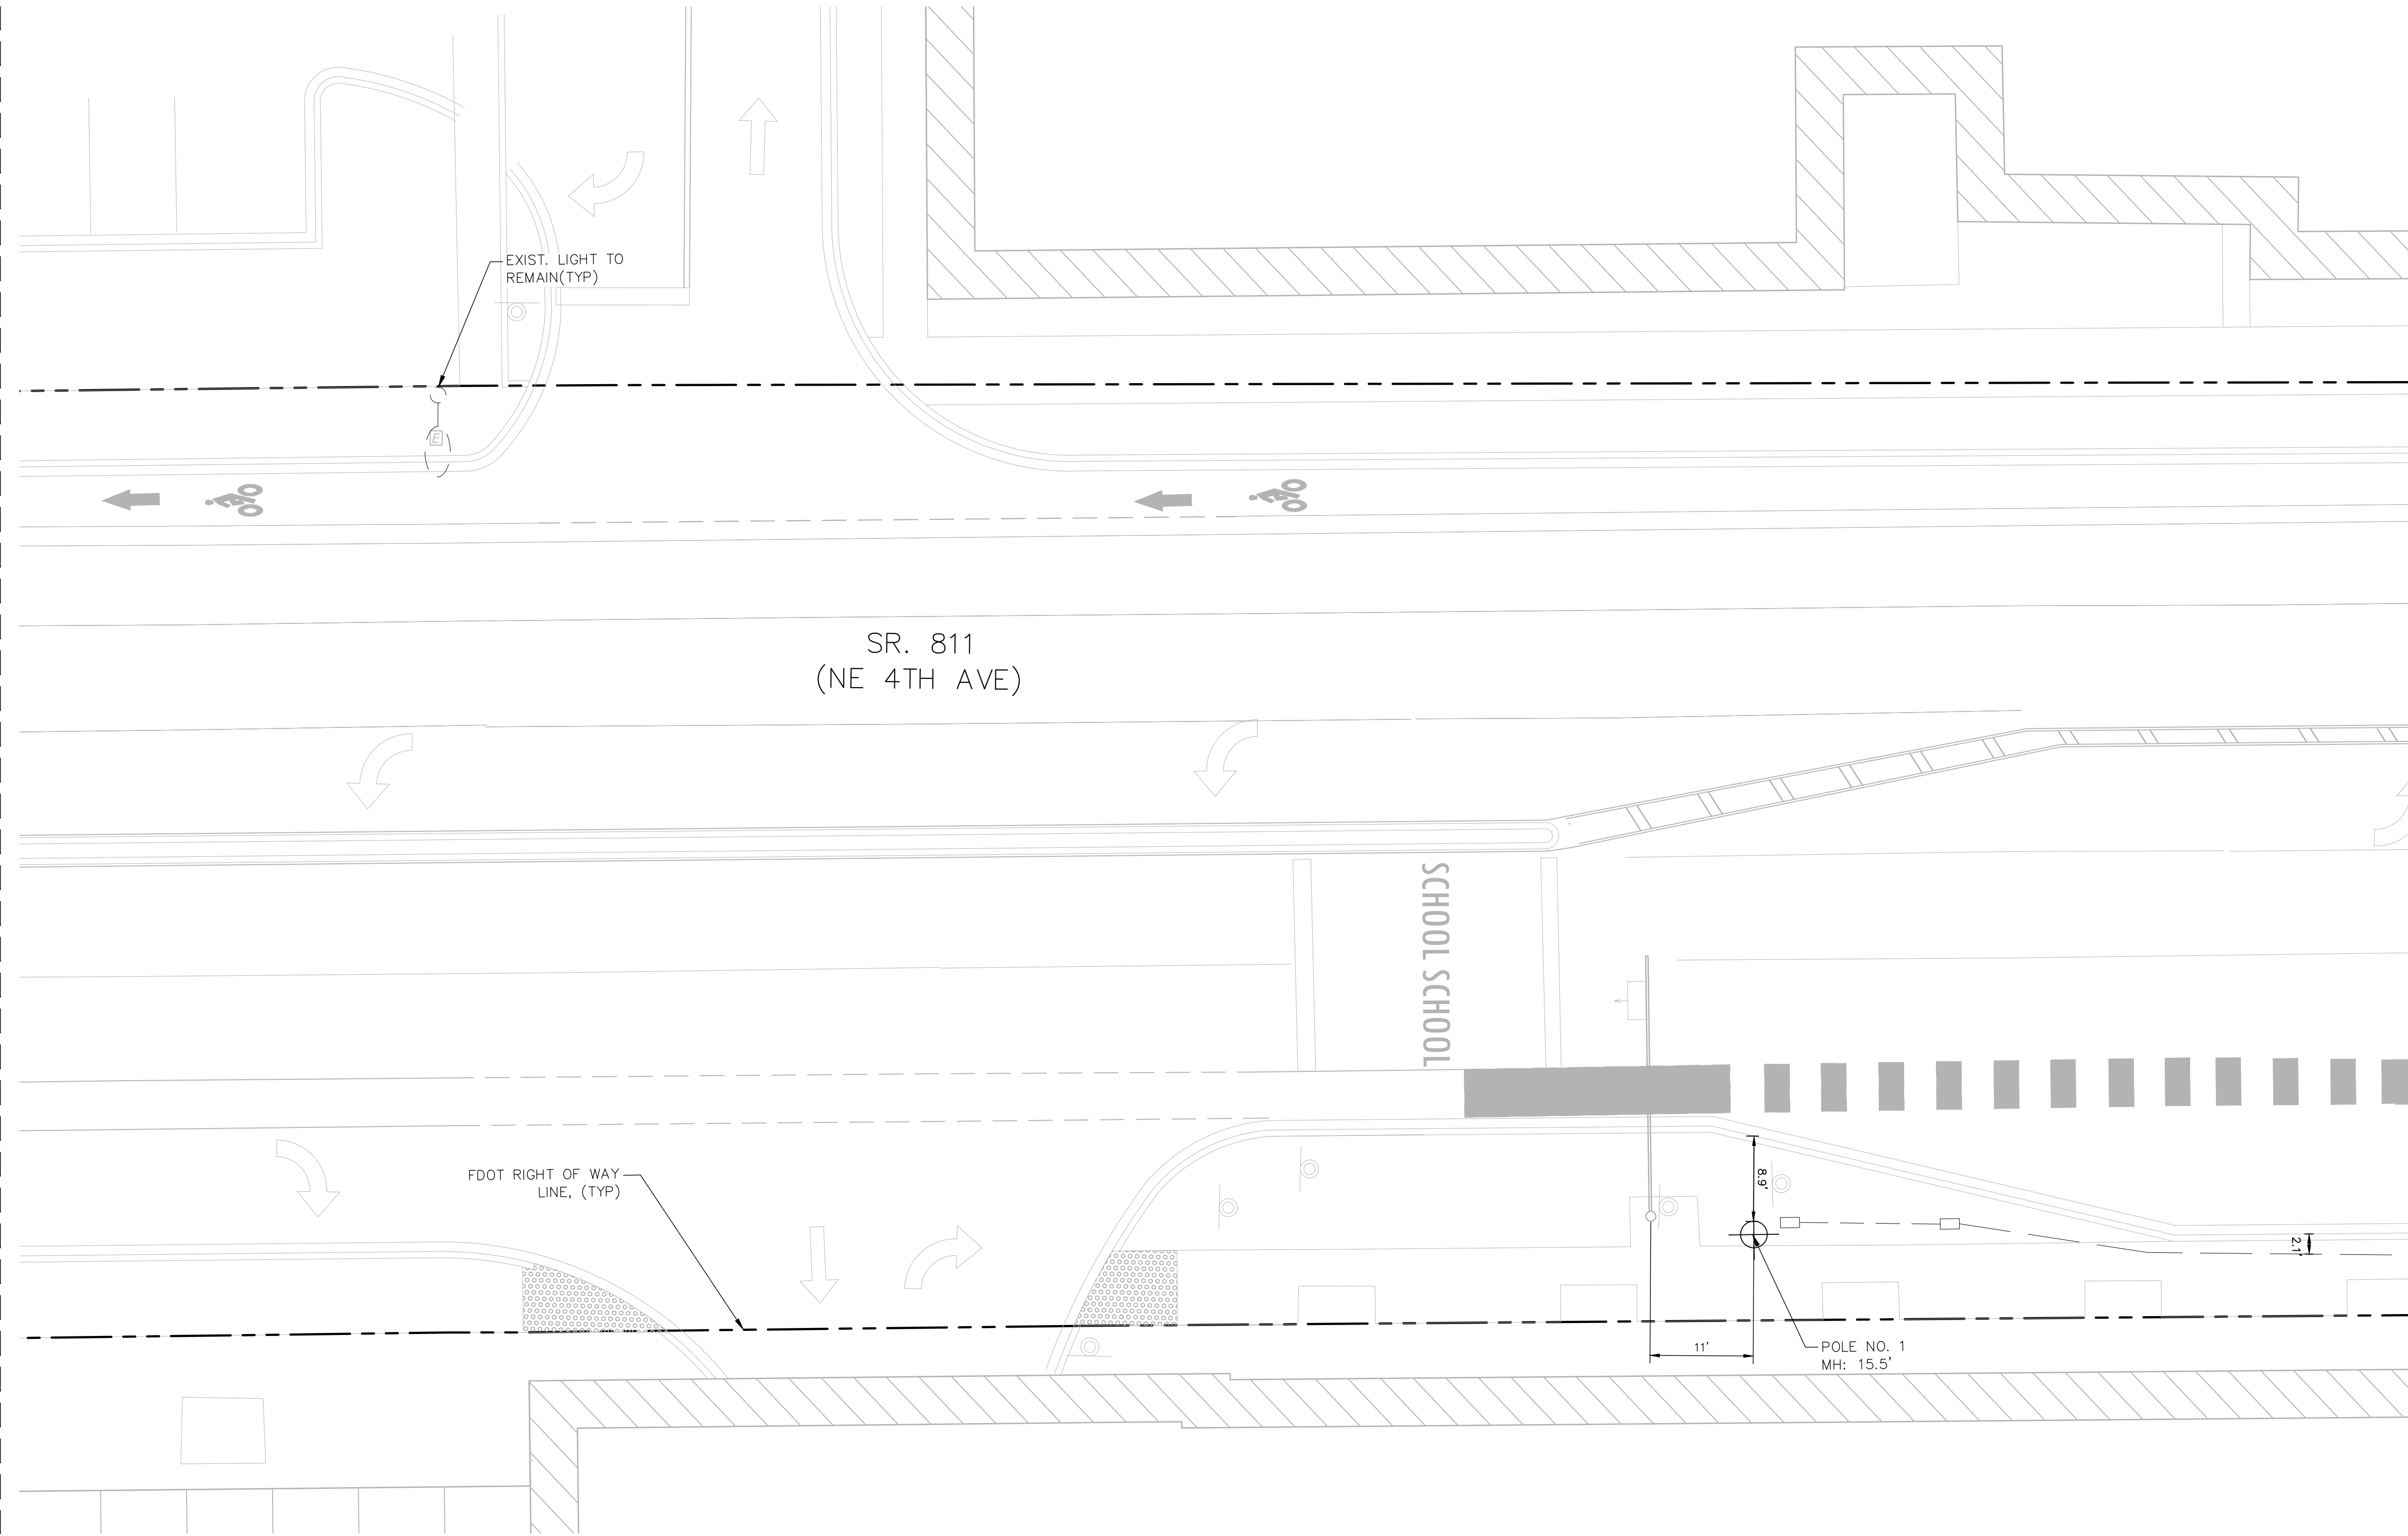 EXIST. LIGHT TO
REMAIN(TYP)
E
SR. 811
(NE 4TH AVE)
SCHOOL SCHOOL
FDOT RIGHT OF WAY
LINE, (TYP)
8.9'
2.1'
11'
POLE NO. 1
MH: 15.5'